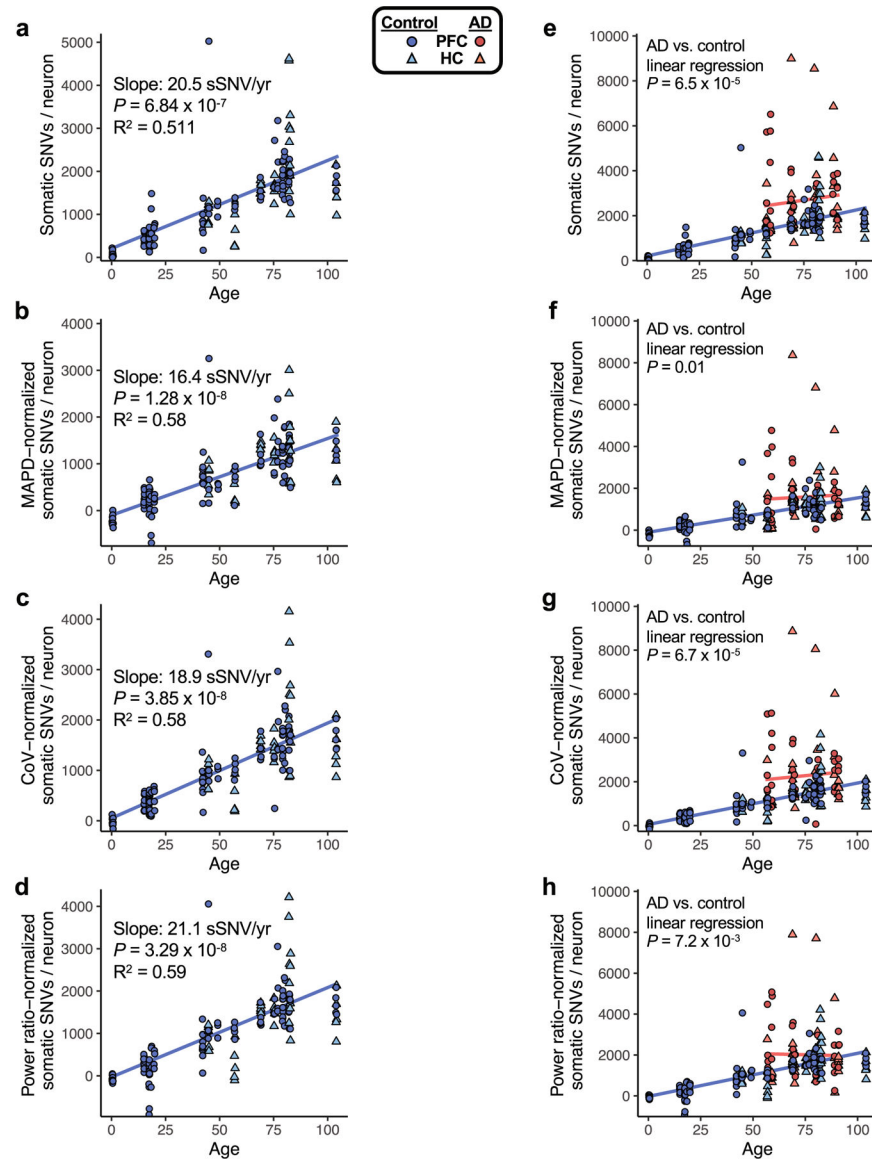 Control AD
PFC
HC
a
5000
4000
3000
2000
1000
0
Somatic SNVs / neuron
Slope: 20.5 sSNV/yr
P = 6.84 x 10-7
R2 = 0.511
0 25 50 75 100
Age
b
4000
3000
2000
1000
0
MAPD−normalized
somatic SNVs / neuron
Slope: 16.4 sSNV/yr
P = 1.28 x 10-8
R2 = 0.58
0 25 50 75 100
Age
c
4000
3000
2000
1000
0
CoV−normalized
somatic SNVs / neuron
Slope: 18.9 sSNV/yr
P = 3.85 x 10-8
R2 = 0.58
0 25 50 75 100
Age
d
4000
3000
2000
1000
0
Power ratio−normalized
somatic SNVs / neuron
Slope: 21.1 sSNV/yr
P = 3.29 x 10-8
R2 = 0.59
0 25 50 75 100
Age
e
10000
8000
6000
4000
2000
0
Somatic SNVs / neuron
AD vs. control
linear regression
P = 6.5 x 10-5
0 25 50 75 100
Age
f
10000
8000
6000
4000
2000
0
MAPD−normalized
somatic SNVs / neuron
AD vs. control
linear regression
P = 0.01
0 25 50 75 100
Age
g
10000
8000
6000
4000
2000
0
CoV−normalized
somatic SNVs / neuron
AD vs. control
linear regression
P = 6.7 x 10-5
0 25 50 75 100
Age
h
10000
8000
6000
4000
2000
0
Power ratio−normalized
somatic SNVs / neuron
AD vs. control
linear regression
P = 7.2 x 10-3
0 25 50 75 100
Age